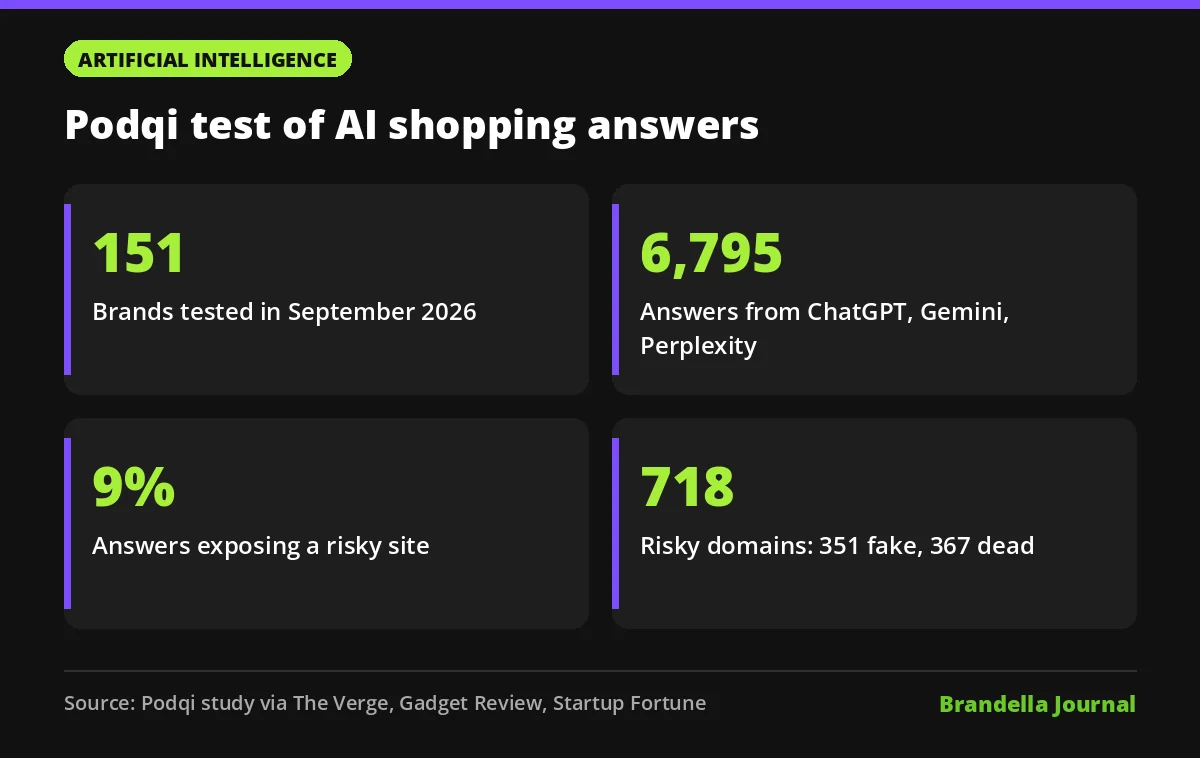 ARTIFICIAL INTELLIGENCE
Podqi test of AI shopping answers
151
Brands tested in September 2026
6,795
Answers from ChatGPT, Gemini,
Perplexity
9%
Answers exposing a risky site
718
Risky domains: 351 fake, 367 dead
Source: Podqi study via The Verge, Gadget Review, Startup Fortune
Brandella Journal